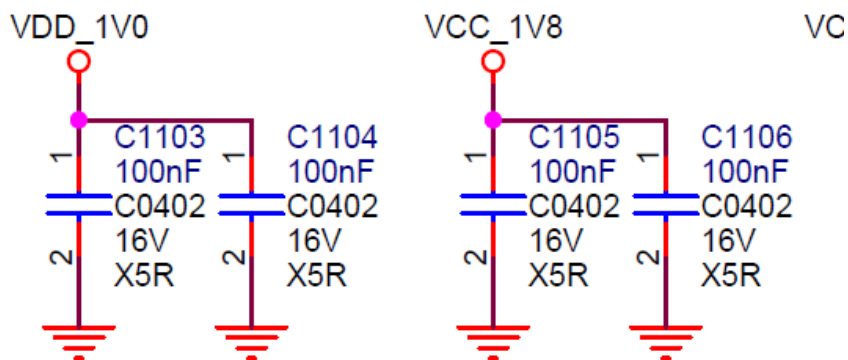 VDD_1V0
VCC_1V8
VC
C1103
100nF
C0402
16V
X5R
1
2
C1104
100nF
C0402
16V
X5R
1
2
C1105
100nF
C0402
16V
X5R
1
2
C1106
100nF
C0402
16V
X5R
1
2